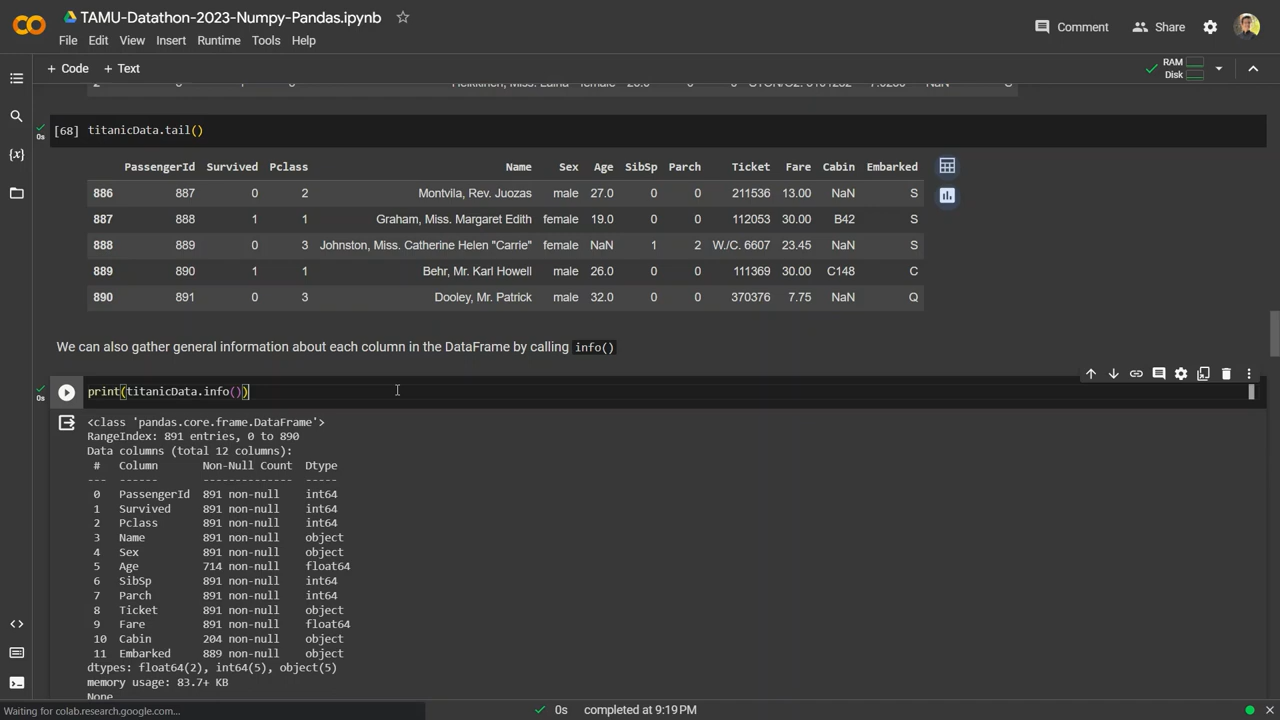 TAMU-Datathon-2023-Numpy-Pandas.ipynb
Comment
Share
File Edit View Insert Runtime Tools Help
+ Code + Text
RAM
Disk
[68] titanicData.tail()
0s
PassengerId Survived Pclass Name Sex Age SibSp Parch Ticket Fare Cabin Embarked
886 887 0 2 Montvila, Rev. Juozas male 27.0 0 0 211536 13.00 NaN S
887 888 1 1 Graham, Miss. Margaret Edith female 19.0 0 0 112053 30.00 B42 S
888 889 0 3 Johnston, Miss. Catherine Helen "Carrie" female NaN 1 2 W./C. 6607 23.45 NaN S
889 890 1 1 Behr, Mr. Karl Howell male 26.0 0 0 111369 30.00 C148 C
890 891 0 3 Dooley, Mr. Patrick male 32.0 0 0 370376 7.75 NaN Q
We can also gather general information about each column in the DataFrame by calling info()
print(titanicData.info())
0s
<class 'pandas.core.frame.DataFrame'>
RangeIndex: 891 entries, 0 to 890
Data columns (total 12 columns):
# Column Non-Null Count Dtype
--- ------ -------------- -----
0 PassengerId 891 non-null int64
1 Survived 891 non-null int64
2 Pclass 891 non-null int64
3 Name 891 non-null object
4 Sex 891 non-null object
5 Age 714 non-null float64
6 SibSp 891 non-null int64
7 Parch 891 non-null int64
8 Ticket 891 non-null object
9 Fare 891 non-null float64
10 Cabin 204 non-null object
11 Embarked 889 non-null object
dtypes: float64(2), int64(5), object(5)
memory usage: 83.7+ KB
None
Waiting for colab.research.google.com...
0s completed at 9:19PM